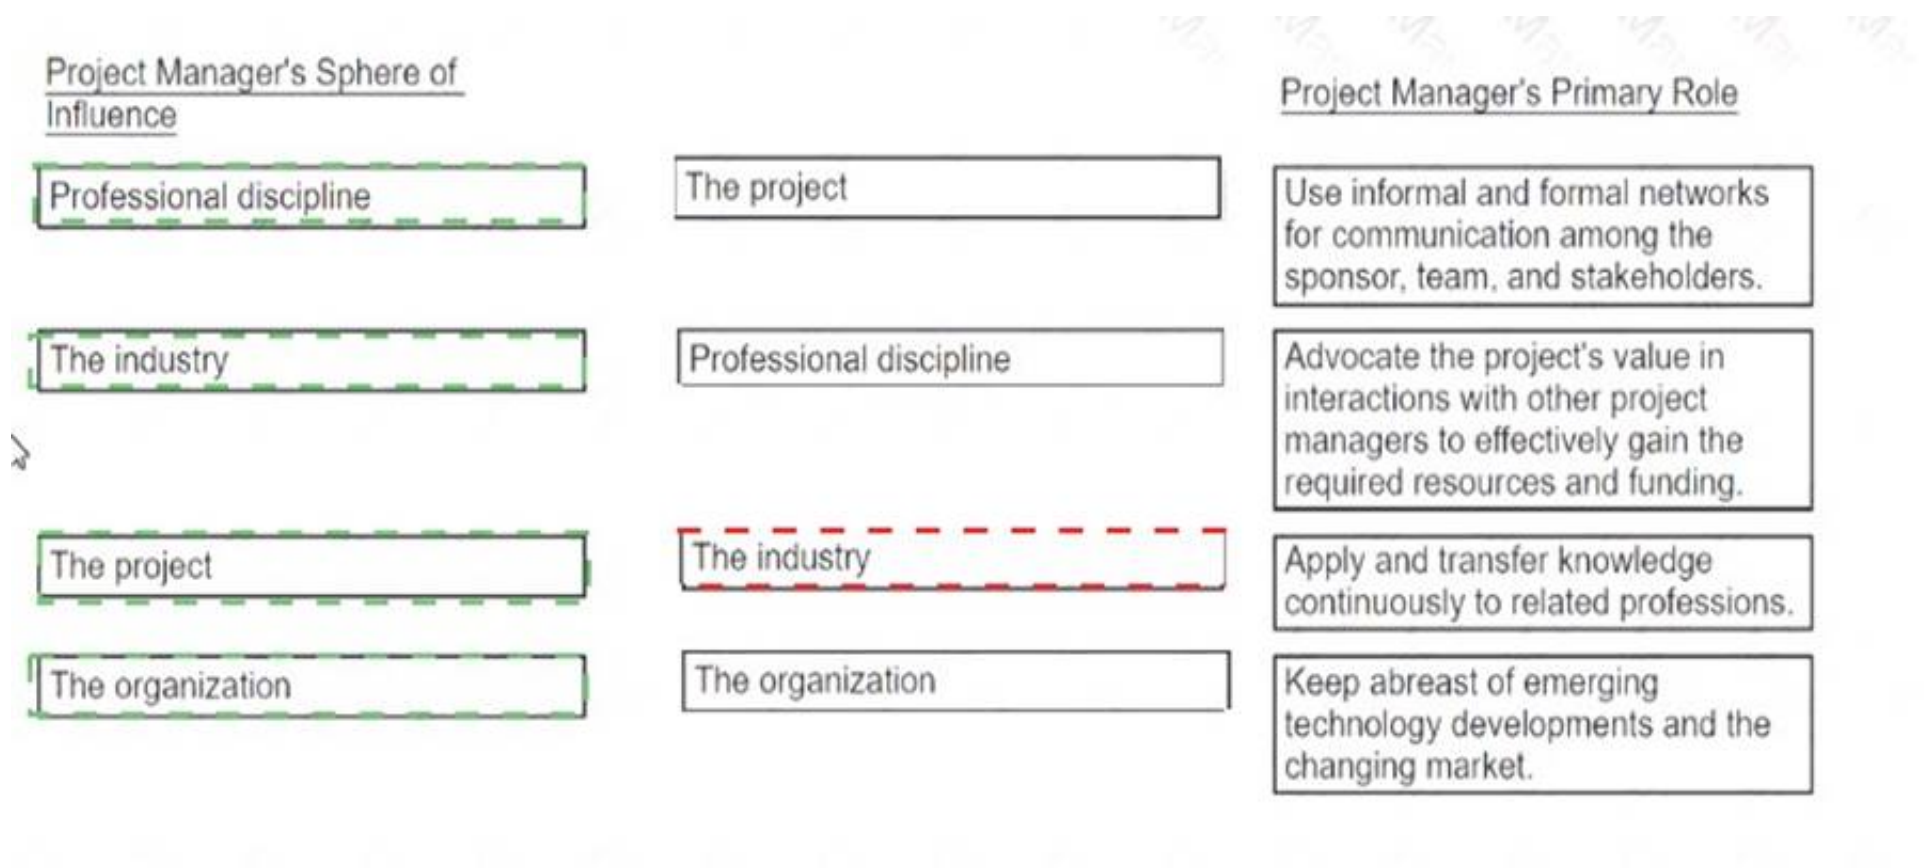 Project Manager's Sphere of
Influence
Project Manager's Primary Role
Professional discipline
The project
Use informal and formal networks
for communication among the
sponsor, team, and stakeholders.
The industry
Professional discipline
Advocate the project's value in
interactions with other project
managers to effectively gain the
required resources and funding.
The project
The industry
Apply and transfer knowledge
continuously to related professions.
The organization
The organization
Keep abreast of emerging
technology developments and the
changing market.